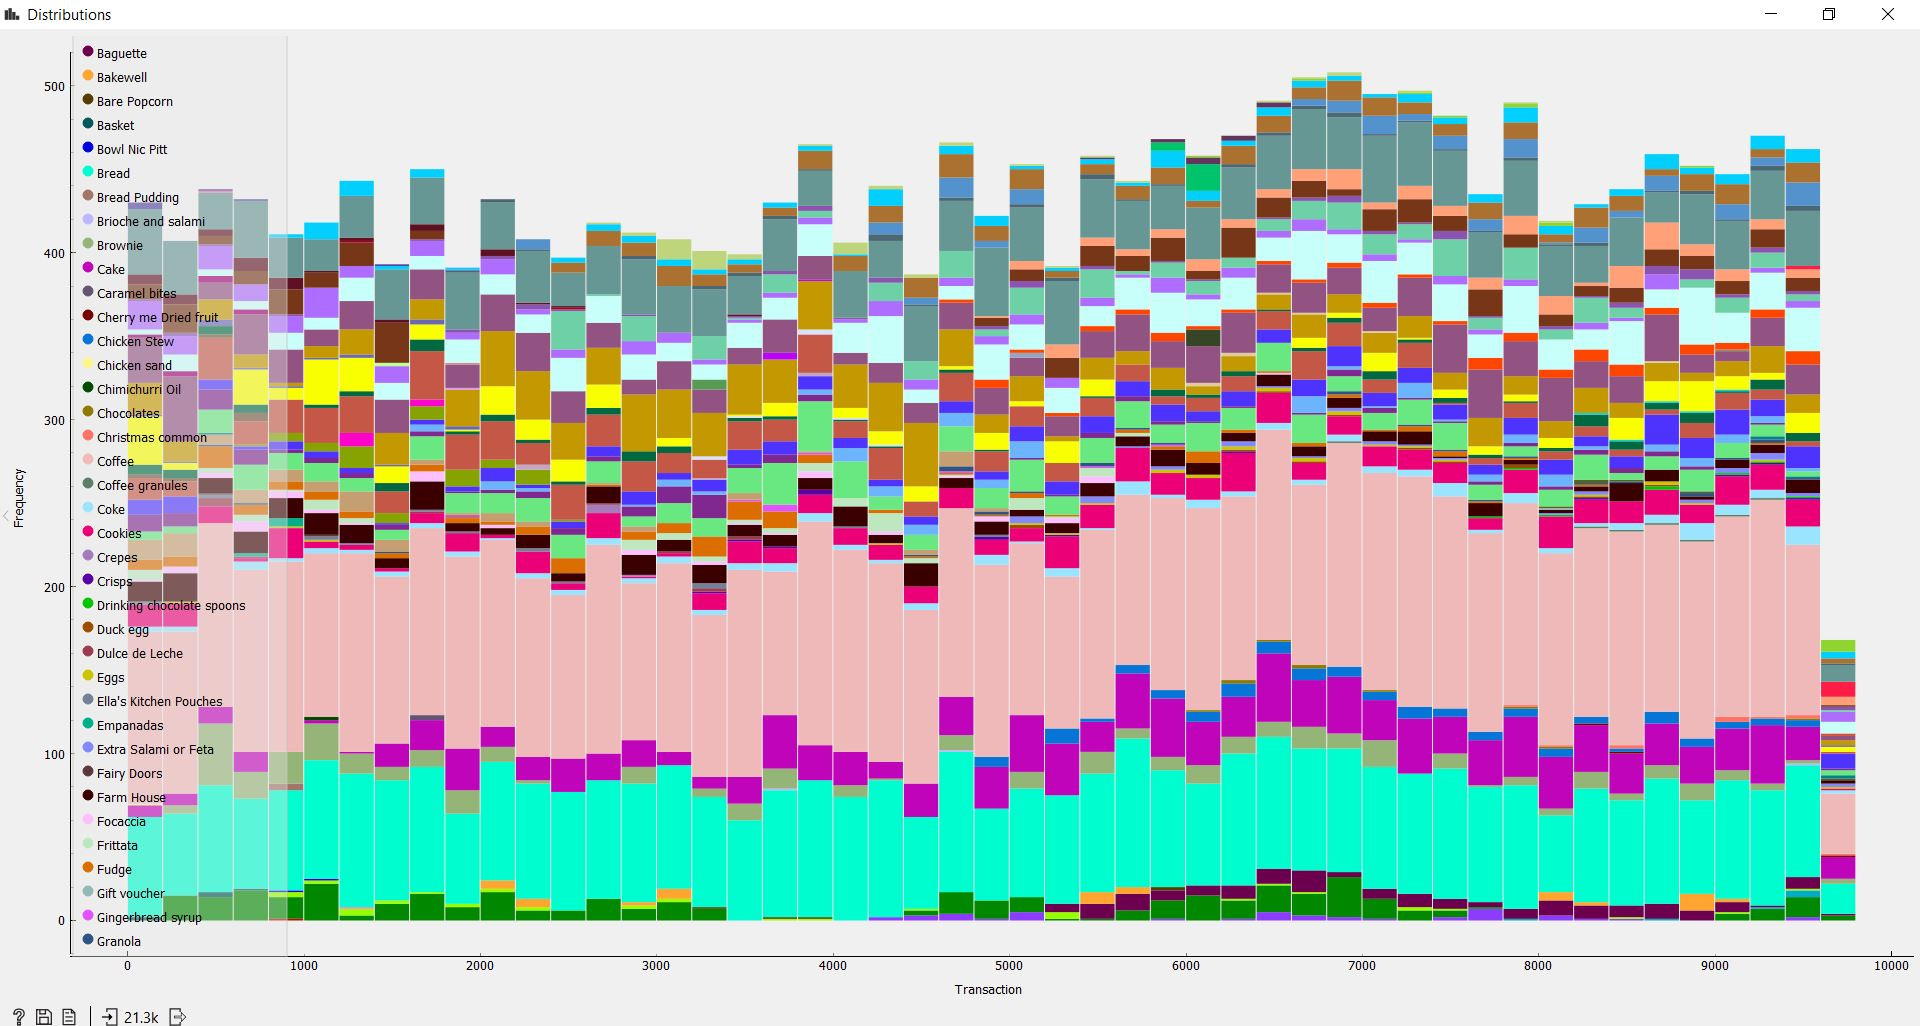 Distributions
Baguette
Bakewell
Bare Popcorn
Basket
Bowl Nic Pitt
Bread
Bread Pudding
Brioche and salami
Brownie
Cake
Caramel bites
Cherry me Dried fruit
Chicken Stew
Chicken sand
Chimichurri Oil
Chocolates
Christmas common
Coffee
Coffee granules
Coke
Cookies
Crepes
Crisps
Drinking chocolate spoons
Duck egg
Dulce de Leche
Eggs
Ella's Kitchen Pouches
Empanadas
Extra Salami or Feta
Fairy Doors
Farm House
Focaccia
Frittata
Fudge
Gift voucher
Gingerbread syrup
Granola
500
400
300
200
100
0
Frequency
0 1000 2000 3000 4000 5000 6000 7000 8000 9000 10000
Transaction
? 21.3k